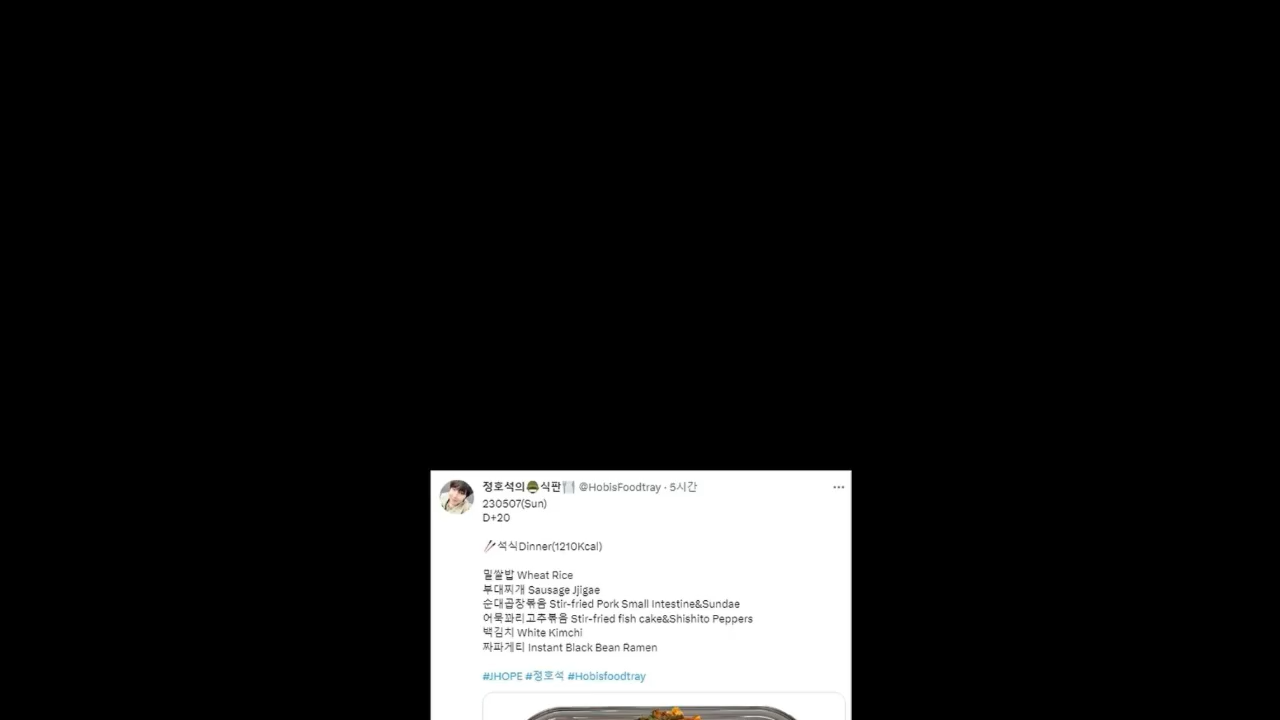 정호석의🪖식판🍽️ @HobisFoodtray · 5시간
230507(Sun)
D+20
🥢석식Dinner(1210Kcal)
밀쌀밥 Wheat Rice
부대찌개 Sausage Jjigae
순대곱창볶음 Stir-fried Pork Small Intestine&Sundae
어묵꽈리고추볶음 Stir-fried fish cake&Shishito Peppers
백김치 White Kimchi
짜파게티 Instant Black Bean Ramen
#JHOPE #정호석 #Hobisfoodtray